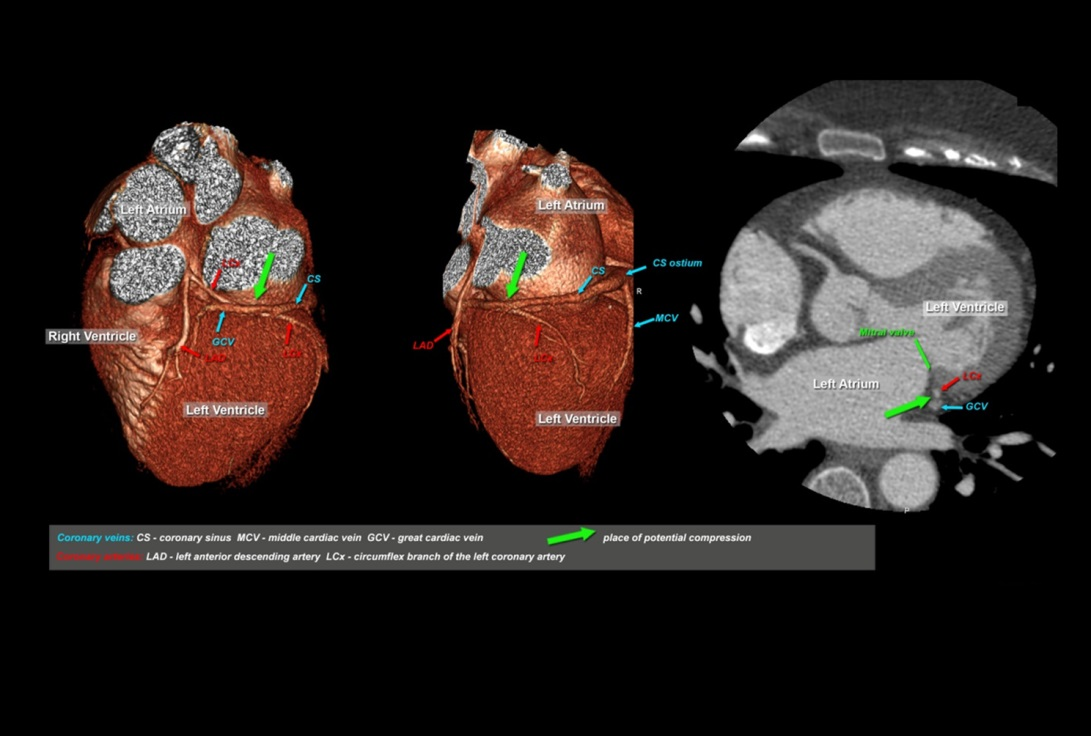 Left Atrium
LCx
CS
Right Ventricle
GCV
LAD
LCx
Left Ventricle
Left Atrium
CS
CS ostium
R
MCV
LAD
LCx
Left Ventricle
Left Ventricle
Mitral valve
LCx
Left Atrium
GCV
P
Coronary veins: CS - coronary sinus MCV - middle cardiac vein GCV - great cardiac vein place of potential compression
Coronary arteries: LAD - left anterior descending artery LCx - circumflex branch of the left coronary artery